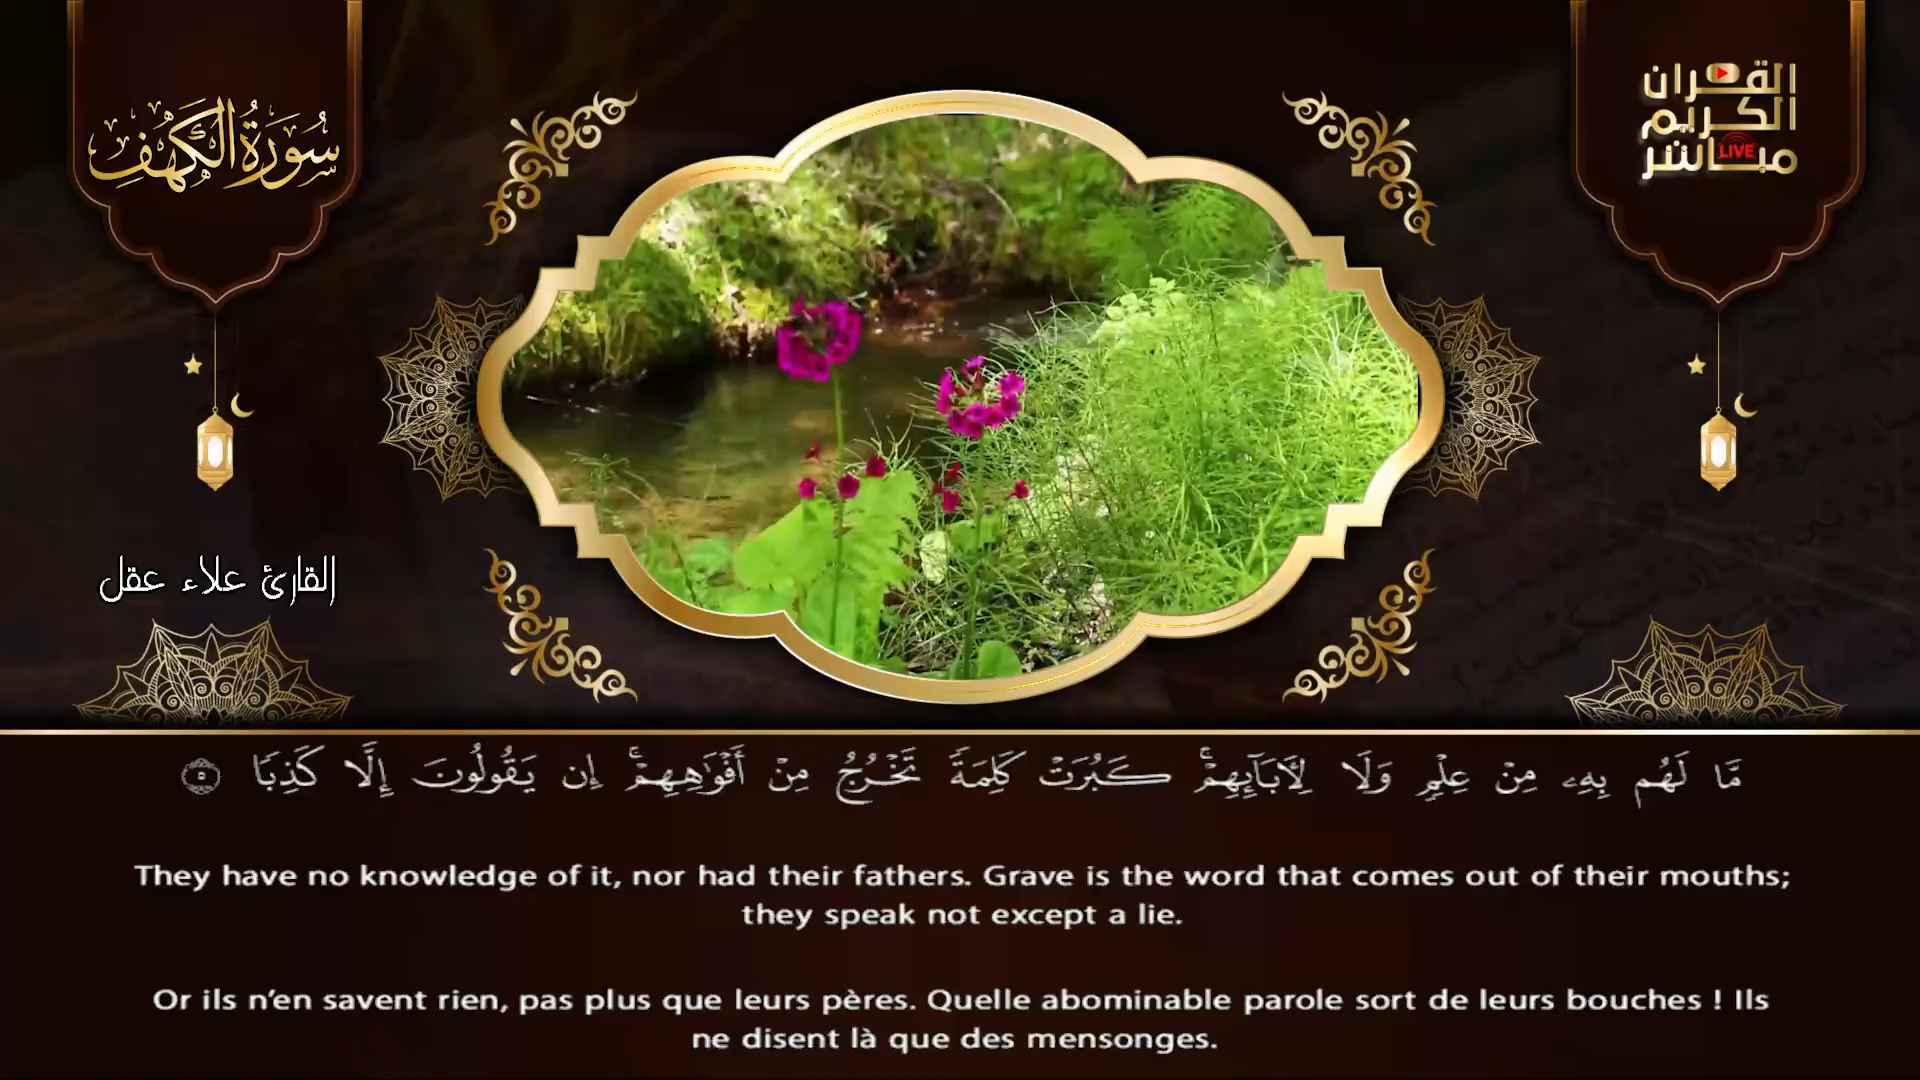 سُورَةُ الكَهْفِ
القرآن
الكريم
مباشر
LIVE
القارئ علاء عقل
مَّا لَهُم بِهِۦ مِنْ عِلْمٍ وَلَا لِأَبَآئِهِمْ ۚ كَبُرَتْ كَلِمَةً تَخْرُجُ مِنْ أَفْوَٰهِهِمْ ۚ إِن يَقُولُونَ إِلَّا كَذِبًا ٥
They have no knowledge of it, nor had their fathers. Grave is the word that comes out of their mouths;
they speak not except a lie.
Or ils n’en savent rien, pas plus que leurs pères. Quelle abominable parole sort de leurs bouches ! Ils
ne disent là que des mensonges.